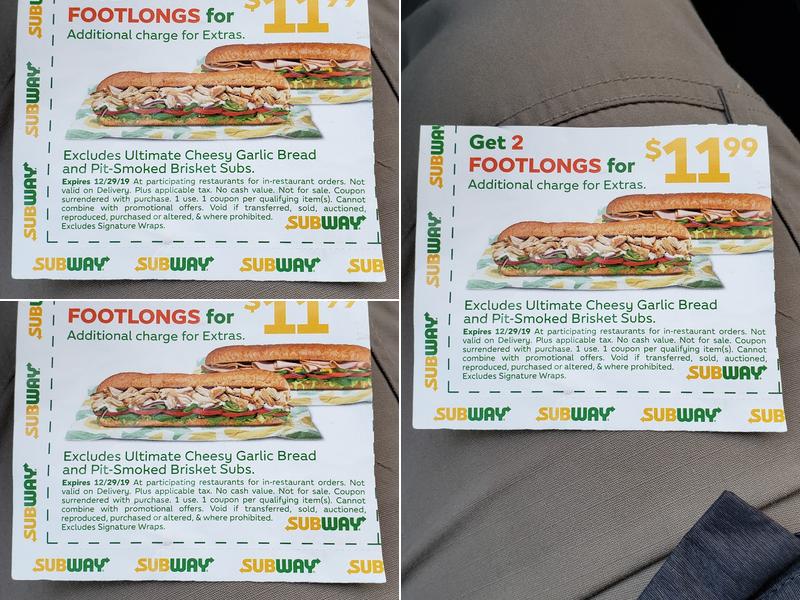 FOOTLONGS for
Additional charge for Extras.
Excludes Ultimate Cheesy Garlic Bread
and Pit-Smoked Brisket Subs.
Expires 12/29/19 At participating restaurants for in-restaurant orders. Not
valid on Delivery. Plus applicable tax. No cash value. Not for sale. Coupon
surrendered with purchase. 1 use. 1 coupon per qualifying item(s). Cannot
combine with promotional offers. Void if transferred, sold, auctioned,
reproduced, purchased or altered, & where prohibited.
Excludes Signature Wraps.
SUBWAY
SUBWAY SUBWAY SUBWAY SUB
SUBWAY
SUBWAY
$11.99
Get 2
FOOTLONGS for
$1199
Additional charge for Extras.
Excludes Ultimate Cheesy Garlic Bread
and Pit-Smoked Brisket Subs.
Expires 12/29/19 At participating restaurants for in-restaurant orders. Not
valid on Delivery. Plus applicable tax. No cash value. Not for sale. Coupon
surrendered with purchase. 1 use. 1 coupon per qualifying item(s). Cannot
combine with promotional offers. Void if transferred, sold, auctioned,
reproduced, purchased or altered, & where prohibited.
Excludes Signature Wraps.
SUBWAY
SUBWAY SUBWAY SUBWAY SUB
SUBWAY
SUBWAY
FOOTLONGS for
$1199
Additional charge for Extras.
Excludes Ultimate Cheesy Garlic Bread
and Pit-Smoked Brisket Subs.
Expires 12/29/19 At participating restaurants for in-restaurant orders. Not
valid on Delivery. Plus applicable tax. No cash value. Not for sale. Coupon
surrendered with purchase. 1 use. 1 coupon per qualifying item(s). Cannot
combine with promotional offers. Void if transferred, sold, auctioned,
reproduced, purchased or altered, & where prohibited.
Excludes Signature Wraps.
SUBWAY
SUBWAY SUBWAY SUBWAY SUB
SUBWAY
SUBWAY